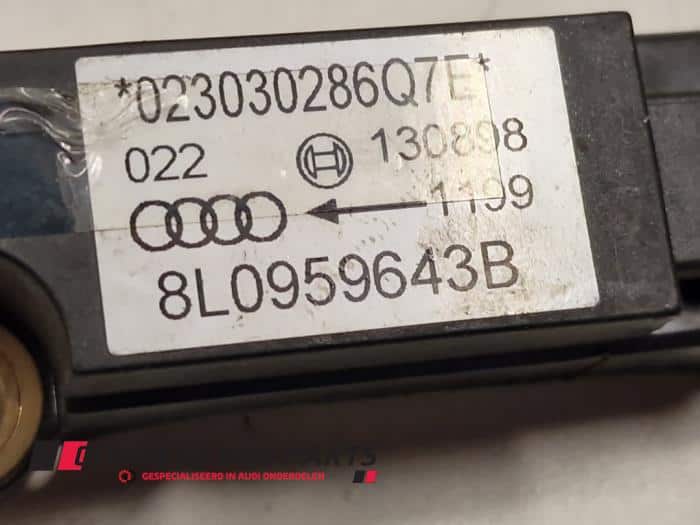 *023030286Q7E*
022 130898
1199
8L0959643B
GESPECIALISEERD IN AUDI ONDERDELEN